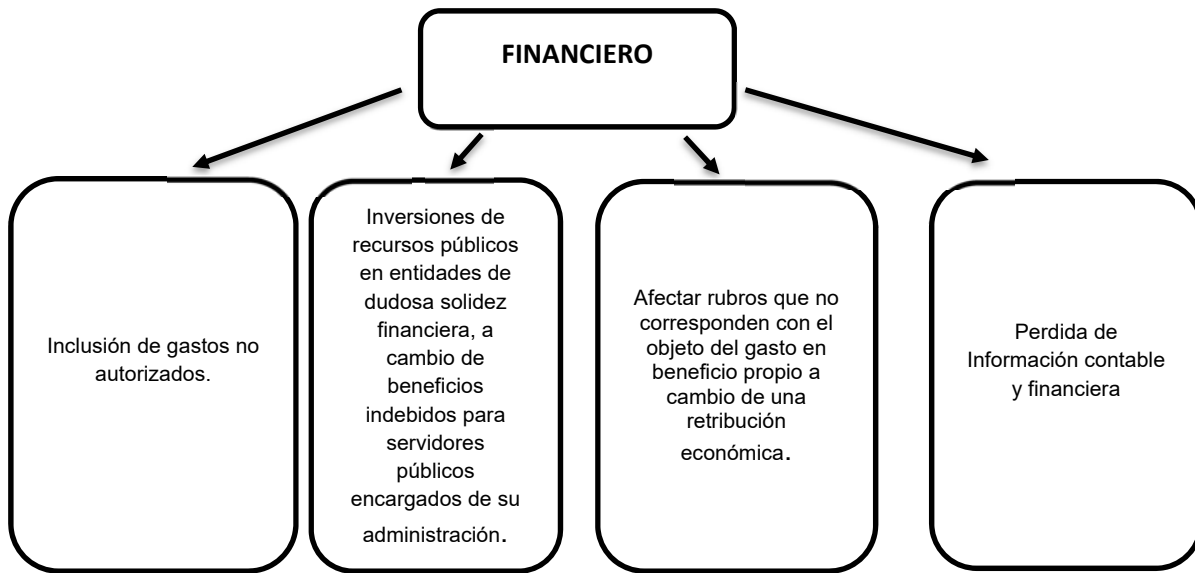 FINANCIERO
Inclusión de gastos no
autorizados.
Inversiones de
recursos públicos
en entidades de
dudosa solidez
financiera, a
cambio de
beneficios
indebidos para
servidores
públicos
encargados de su
administración.
Afectar rubros que no
corresponden con el
objeto del gasto en
beneficio propio a
cambio de una
retribución
económica.
Perdida de
Información contable
y financiera